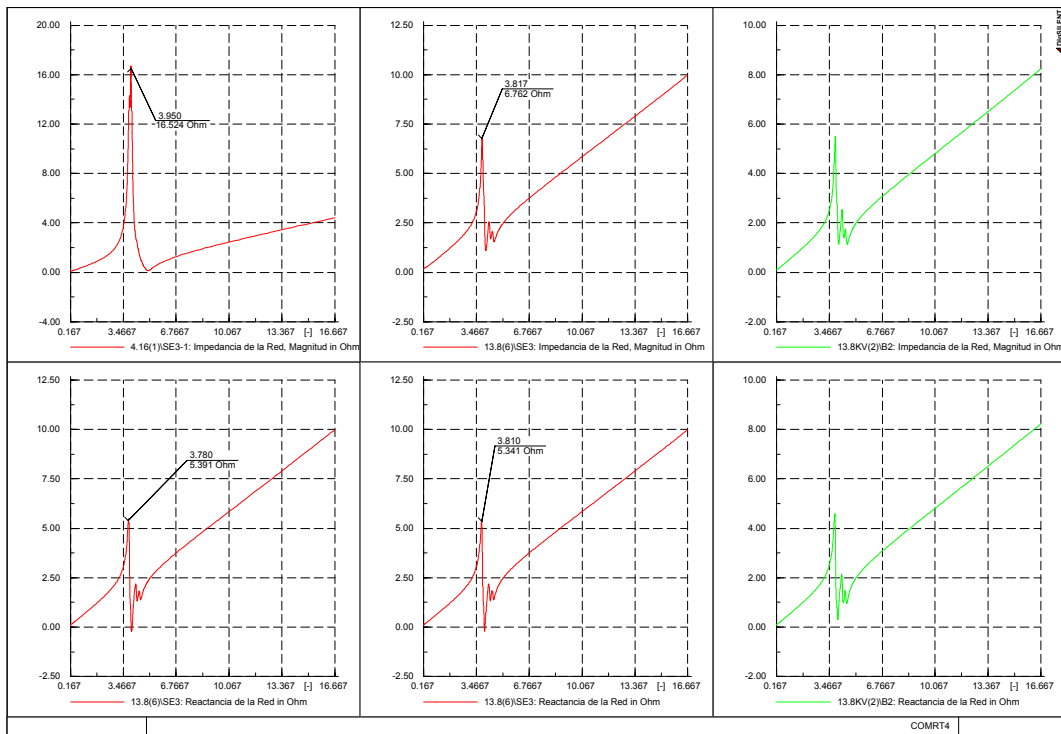 DIgSILENT
20.00
16.00
12.00
8.00
4.00
0.00
-4.00
0.167 3.4667 6.7667 10.067 13.367 [-] 16.667
3.950
16.524 Ohm
4.16(1)\SE3-1: Impedancia de la Red, Magnitud in Ohm
12.50
10.00
7.50
5.00
2.50
0.00
-2.50
0.167 3.4667 6.7667 10.067 13.367 [-] 16.667
3.817
6.762 Ohm
13.8(6)\SE3: Impedancia de la Red, Magnitud in Ohm
10.00
8.00
6.00
4.00
2.00
0.00
-2.00
0.167 3.4667 6.7667 10.067 13.367 [-] 16.667
13.8KV(2)\B2: Impedancia de la Red, Magnitud in Ohm
12.50
10.00
7.50
5.00
2.50
0.00
-2.50
0.167 3.4667 6.7667 10.067 13.367 [-] 16.667
3.780
5.391 Ohm
13.8(6)\SE3: Reactancia de la Red in Ohm
12.50
10.00
7.50
5.00
2.50
0.00
-2.50
0.167 3.4667 6.7667 10.067 13.367 [-] 16.667
3.810
5.341 Ohm
13.8(6)\SE3: Reactancia de la Red in Ohm
10.00
8.00
6.00
4.00
2.00
0.00
-2.00
0.167 3.4667 6.7667 10.067 13.367 [-] 16.667
13.8KV(2)\B2: Reactancia de la Red in Ohm
COMRT4